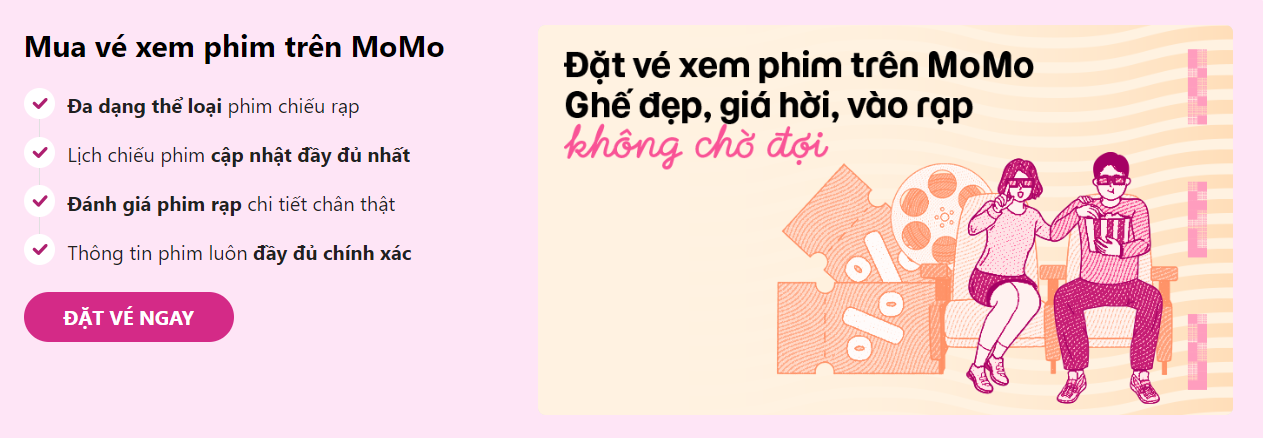 Mua vé xem phim trên MoMo
Đa dạng thể loại phim chiếu rạp
Lịch chiếu phim cập nhật đầy đủ nhất
Đánh giá phim rạp chi tiết chân thật
Thông tin phim luôn đầy đủ chính xác
ĐẶT VÉ NGAY
Đặt vé xem phim trên MoMo
Ghế đẹp, giá hời, vào rạp
không chờ đợi
%
%